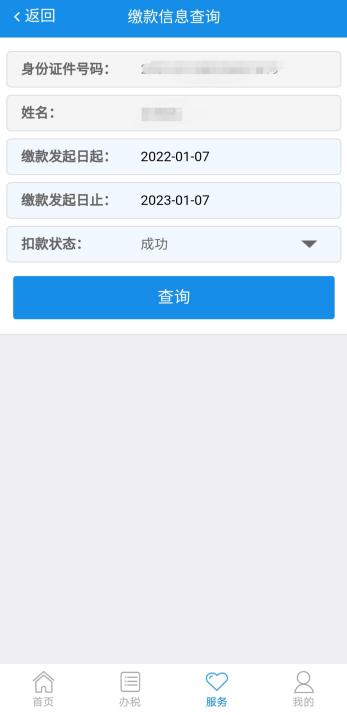 返回
缴款信息查询
身份证件号码：
姓名：
缴款发起日起： 2022-01-07
缴款发起日止： 2023-01-07
扣款状态： 成功
查询
首页
办税
服务
我的